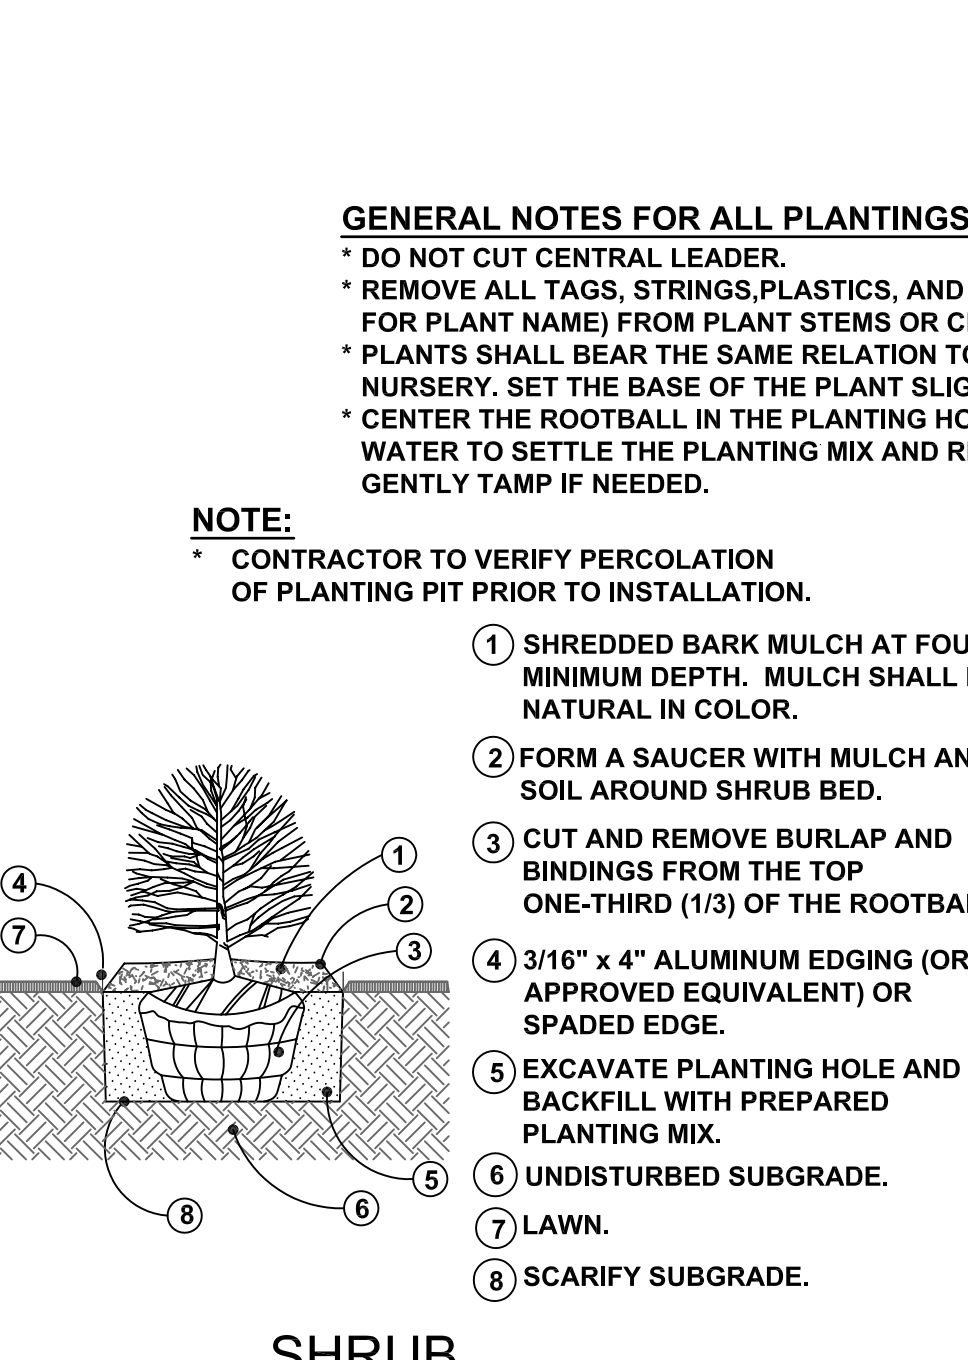 GENERAL NOTES FOR ALL PLANTINGS
* DO NOT CUT CENTRAL LEADER.
* REMOVE ALL TAGS, STRINGS,PLASTICS, AND
FOR PLANT NAME) FROM PLANT STEMS OR
* PLANTS SHALL BEAR THE SAME RELATION TO
NURSERY. SET THE BASE OF THE PLANT
* CENTER THE ROOTBALL IN THE PLANTING
WATER TO SETTLE THE PLANTING MIX AND
GENTLY TAMP IF NEEDED.
NOTE:
* CONTRACTOR TO VERIFY PERCOLATION
OF PLANTING PIT PRIOR TO INSTALLATION.
1 SHREDDED BARK MULCH AT
MINIMUM DEPTH. MULCH SHALL
NATURAL IN COLOR.
2 FORM A SAUCER WITH MULCH
SOIL AROUND SHRUB BED.
3 CUT AND REMOVE BURLAP AND
BINDINGS FROM THE TOP
ONE-THIRD (1/3) OF THE
4 3/16" x 4" ALUMINUM EDGING (OR
APPROVED EQUIVALENT) OR
SPADED EDGE.
5 EXCAVATE PLANTING HOLE AND
BACKFILL WITH PREPARED
PLANTING MIX.
6 UNDISTURBED SUBGRADE.
7 LAWN.
8 SCARIFY SUBGRADE.
1
4
2
7
3
5
6
8
SHRUB